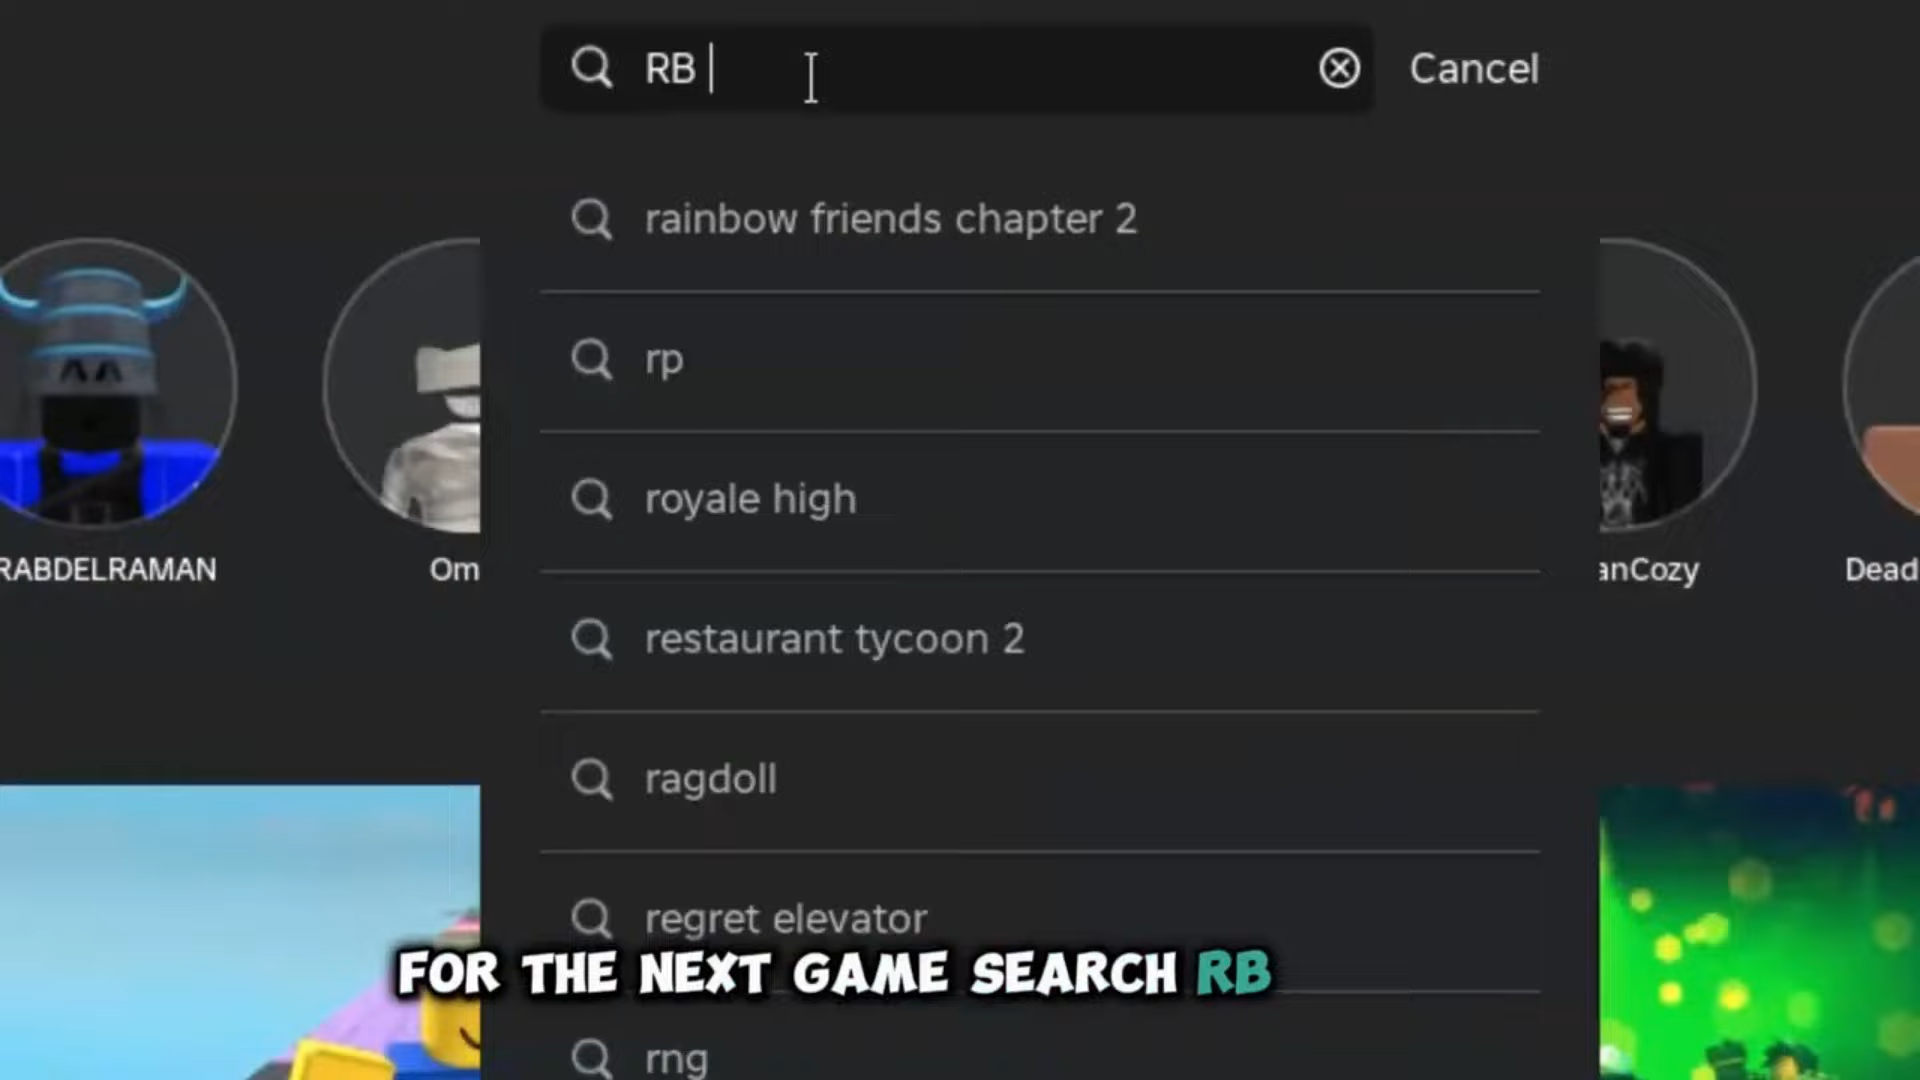 RB
Cancel
rainbow friends chapter 2
rp
royale high
RABDELRAMAN
Om
anCozy
Dead
restaurant tycoon 2
ragdoll
regret elevator
FOR THE NEXT GAME SEARCH RB
rng